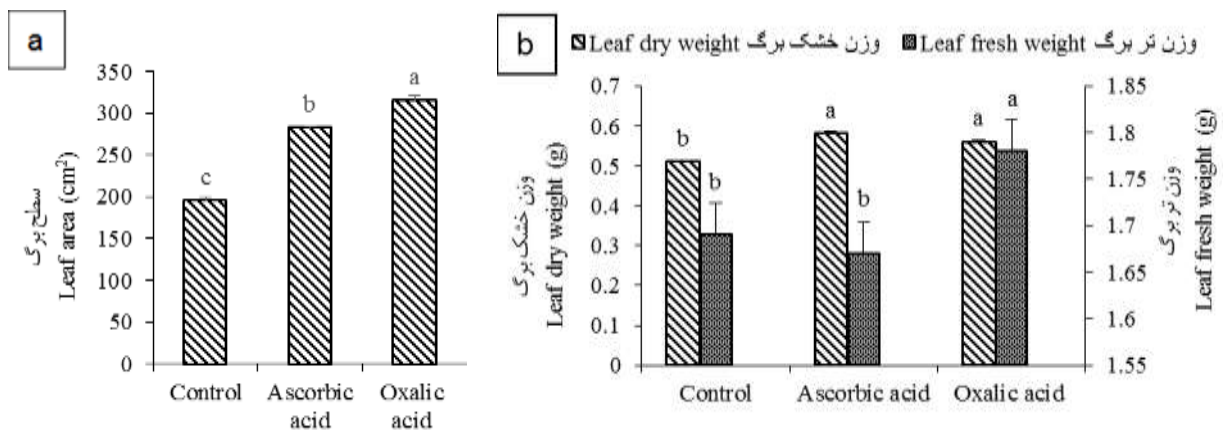 a
350
300
250
200
150
100
50
0
سطح برگ
Leaf area (cm²)
c
b
a
Control
Ascorbic acid
Oxalic acid
b
Leaf dry weight وزن خشک برگ
Leaf fresh weight وزن تر برگ
0.7
0.6
0.5
0.4
0.3
0.2
0.1
0
وزن خشک برگ
Leaf dry weight (g)
b
b
a
b
a
a
1.85
1.8
1.75
1.7
1.65
1.6
1.55
وزن تر برگ
Leaf fresh weight (g)
Control
Ascorbic acid
Oxalic acid